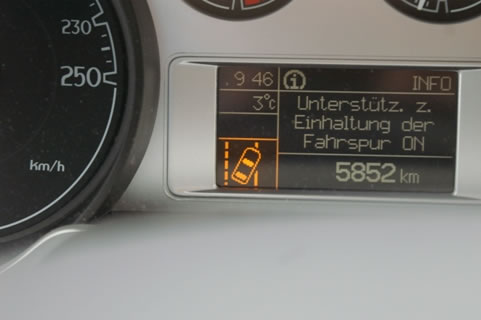 230
250
km/h
.9 46
INFO
3°C
Unterstütz. z.
Einhaltung der
Fahrspur ON
5852 km